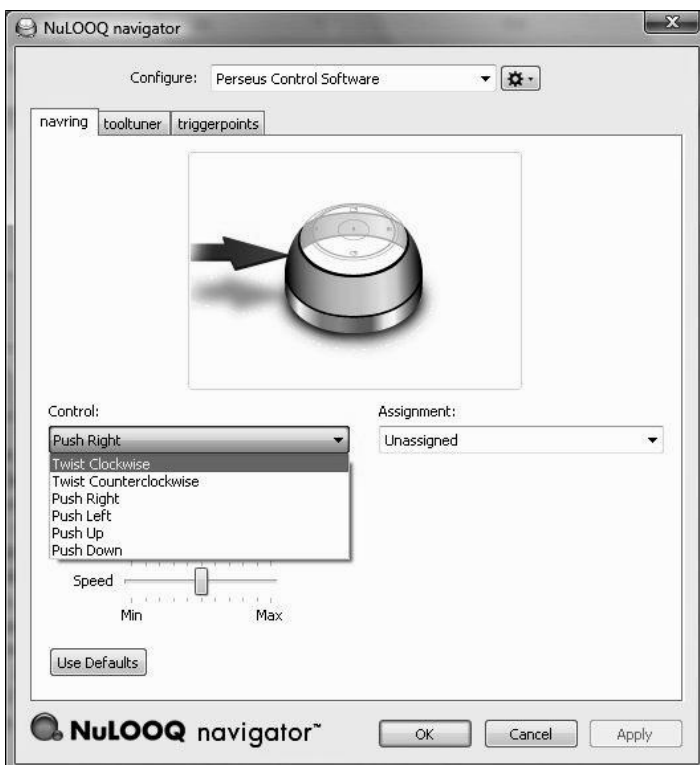 NuLOOQ navigator
Configure: Perseus Control Software
navring tooltuner triggerpoints
Control: Assignment:
Push Right Unassigned
Twist Clockwise
Twist Counterclockwise
Push Right
Push Left
Push Up
Push Down
Speed
Min Max
Use Defaults
NuLOOQ navigator™ OK Cancel Apply